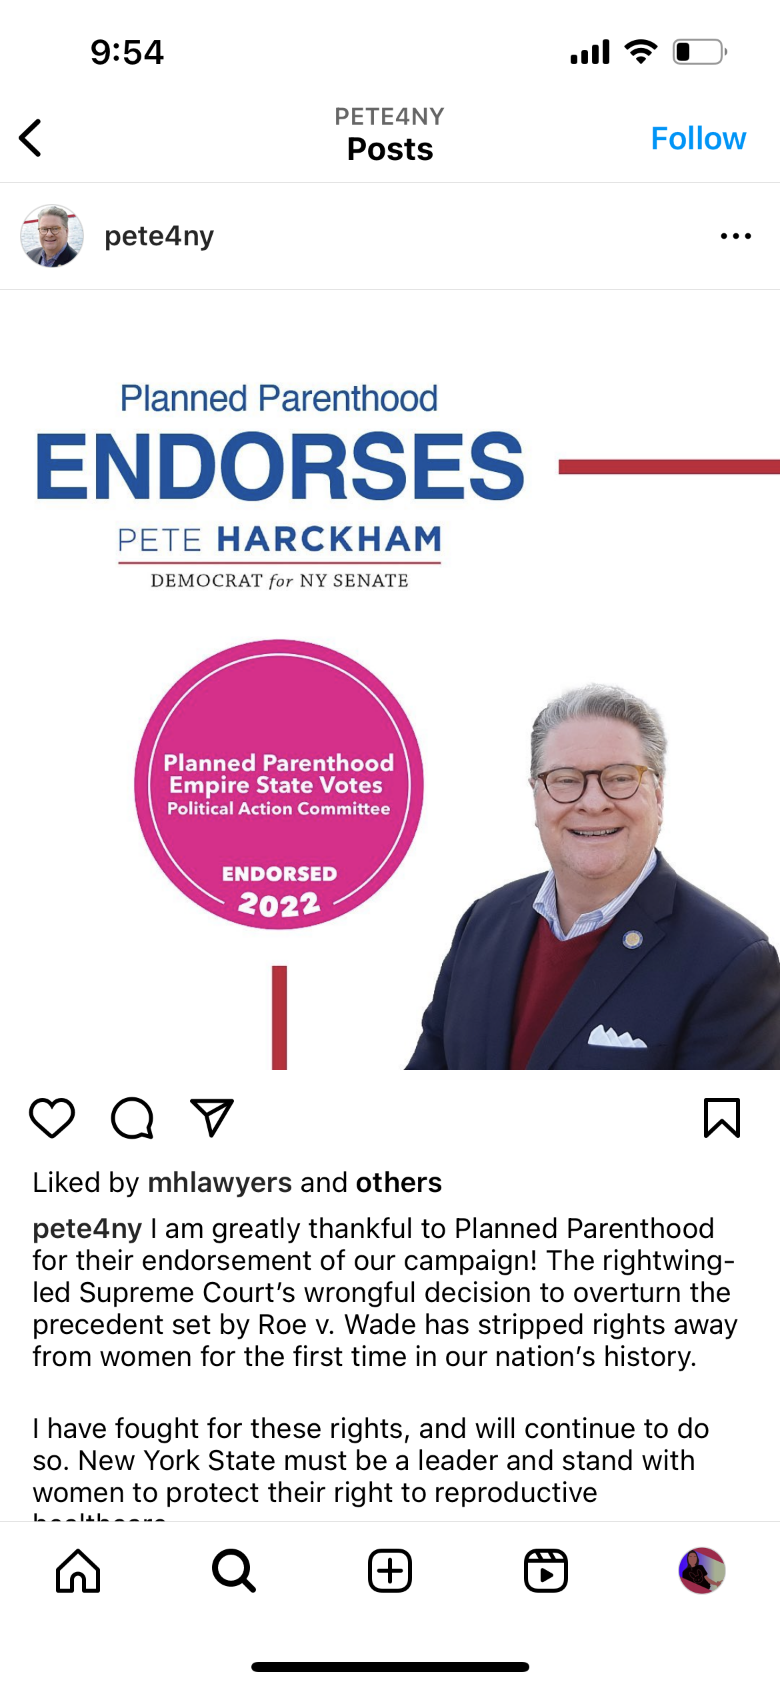 9:54
PETE4NY
Posts
Follow
pete4ny
Planned Parenthood
ENDORSES
PETE HARCKHAM
DEMOCRAT for NY SENATE
Planned Parenthood
Empire State Votes
Political Action Committee
ENDORSED
2022
Liked by mhlawyers and others
pete4ny I am greatly thankful to Planned Parenthood
for their endorsement of our campaign! The rightwing-
led Supreme Court's wrongful decision to overturn the
precedent set by Roe v. Wade has stripped rights away
from women for the first time in our nation's history.
I have fought for these rights, and will continue to do
so. New York State must be a leader and stand with
women to protect their right to reproductive